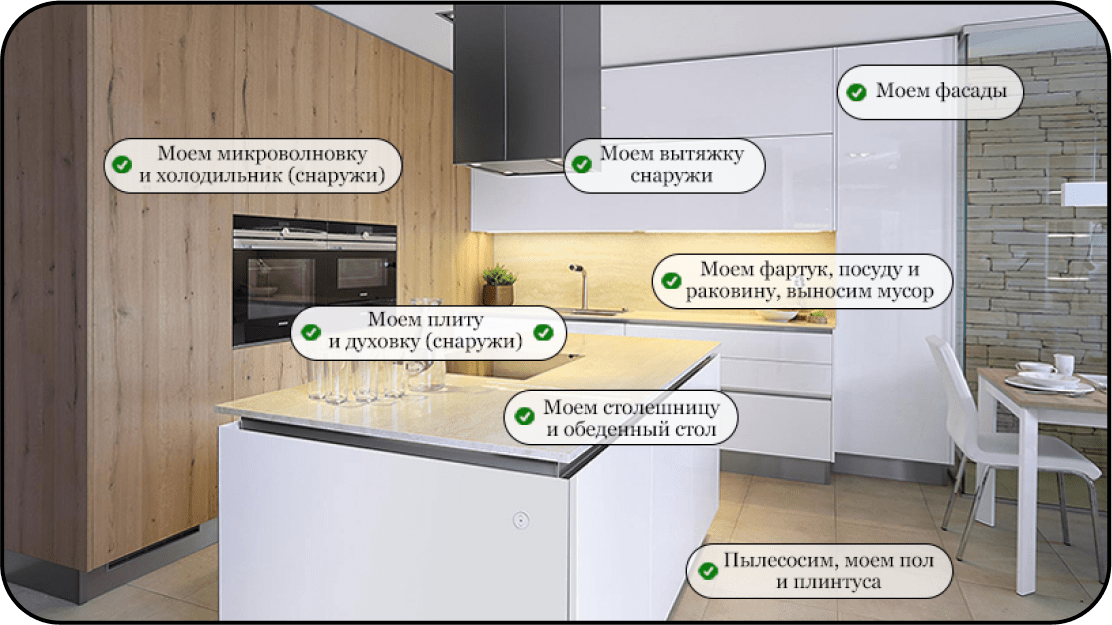 Моем фасады
Моем микроволновку
и холодильник (снаружи)
Моем вытяжку
снаружи
Моем фартук, посуду и
раковину, выносим мусор
Моем плиту
и духовку (снаружи)
Моем столешницу
и обеденный стол
Пылесосим, моем пол
и плинтуса